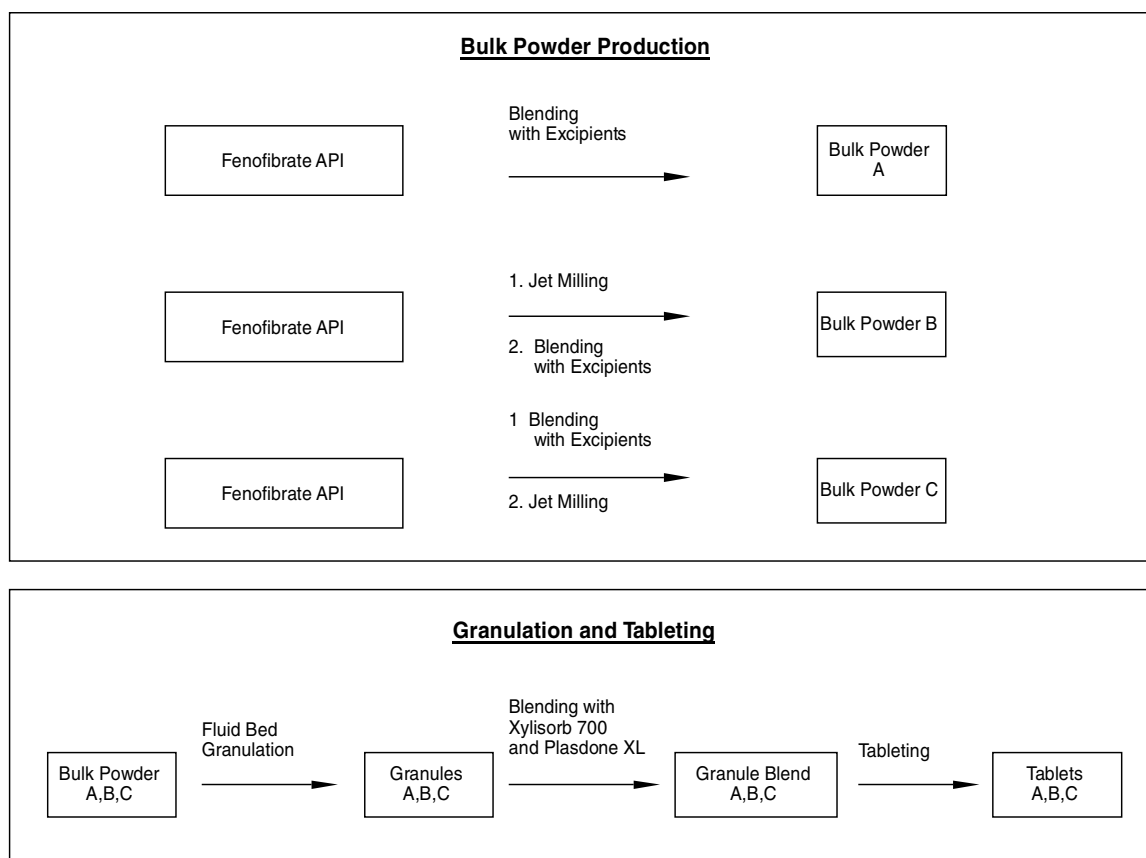 Bulk Powder Production
Blending
with Excipients
Fenofibrate API
Bulk Powder
A
1. Jet Milling
Fenofibrate API
Bulk Powder B
2. Blending
with Excipients
1 Blending
with Excipients
Fenofibrate API
Bulk Powder C
2. Jet Milling
Granulation and Tableting
Fluid Bed
Granulation
Blending with
Xylisorb 700
and Plasdone XL
Tableting
Bulk Powder
A,B,C
Granules
A,B,C
Granule Blend
A,B,C
Tablets
A,B,C